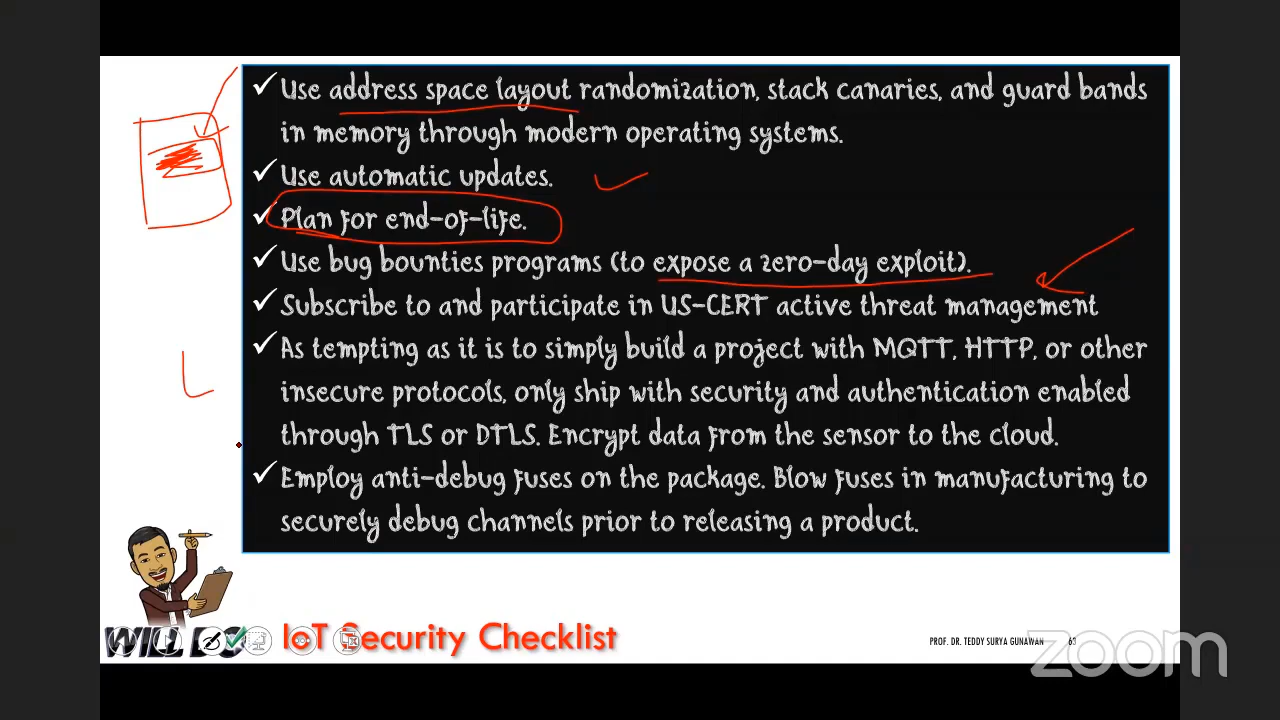 Use address space layout randomization, stack canaries, and guard bands
in memory through modern operating systems.
Use automatic updates.
Plan for end-of-life.
Use bug bounties programs (to expose a zero-day exploit).
Subscribe to and participate in US-CERT active threat management
As tempting as it is to simply build a project with MQTT, HTTP, or other
insecure protocols, only ship with security and authentication enabled
through TLS or DTLS. Encrypt data from the sensor to the cloud.
Employ anti-debug fuses on the package. Blow fuses in manufacturing to
securely debug channels prior to releasing a product.
WILL DO
IoT Security Checklist
PROF. DR. TEDDY SURYA GUNAWAN
63
zoom